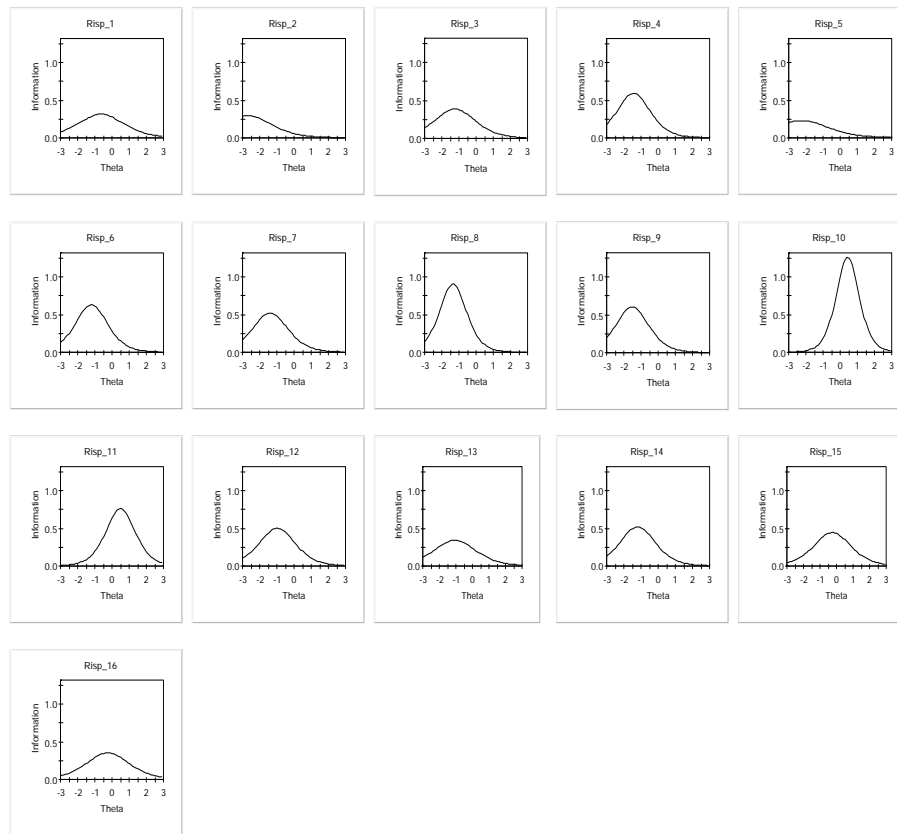 Risp_1
Information
1.0
0.5
0.0
-3 -2 -1 0 1 2 3
Theta
Risp_2
Information
1.0
0.5
0.0
-3 -2 -1 0 1 2 3
Theta
Risp_3
Information
1.0
0.5
0.0
-3 -2 -1 0 1 2 3
Theta
Risp_4
Information
1.0
0.5
0.0
-3 -2 -1 0 1 2 3
Theta
Risp_5
Information
1.0
0.5
0.0
-3 -2 -1 0 1 2 3
Theta
Risp_6
Information
1.0
0.5
0.0
-3 -2 -1 0 1 2 3
Theta
Risp_7
Information
1.0
0.5
0.0
-3 -2 -1 0 1 2 3
Theta
Risp_8
Information
1.0
0.5
0.0
-3 -2 -1 0 1 2 3
Theta
Risp_9
Information
1.0
0.5
0.0
-3 -2 -1 0 1 2 3
Theta
Risp_10
Information
1.0
0.5
0.0
-3 -2 -1 0 1 2 3
Theta
Risp_11
Information
1.0
0.5
0.0
-3 -2 -1 0 1 2 3
Theta
Risp_12
Information
1.0
0.5
0.0
-3 -2 -1 0 1 2 3
Theta
Risp_13
Information
1.0
0.5
0.0
-3 -2 -1 0 1 2 3
Theta
Risp_14
Information
1.0
0.5
0.0
-3 -2 -1 0 1 2 3
Theta
Risp_15
Information
1.0
0.5
0.0
-3 -2 -1 0 1 2 3
Theta
Risp_16
Information
1.0
0.5
0.0
-3 -2 -1 0 1 2 3
Theta